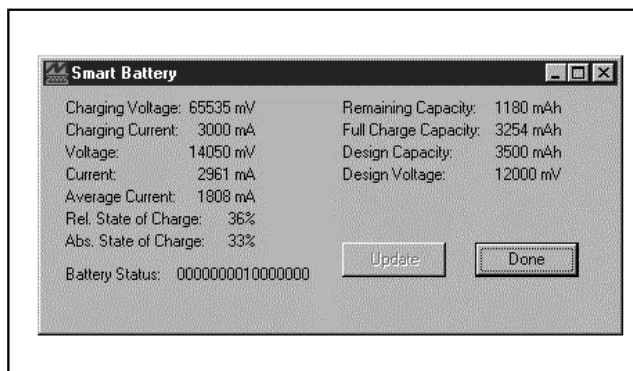 Smart Battery
Charging Voltage: 65535 mV
Charging Current: 3000 mA
Voltage: 14050 mV
Current: 2961 mA
Average Current: 1808 mA
Rel. State of Charge: 36%
Abs. State of Charge: 33%
Battery Status: 0000000010000000
Remaining Capacity: 1180 mAh
Full Charge Capacity: 3254 mAh
Design Capacity: 3500 mAh
Design Voltage: 12000 mV
Update
Done